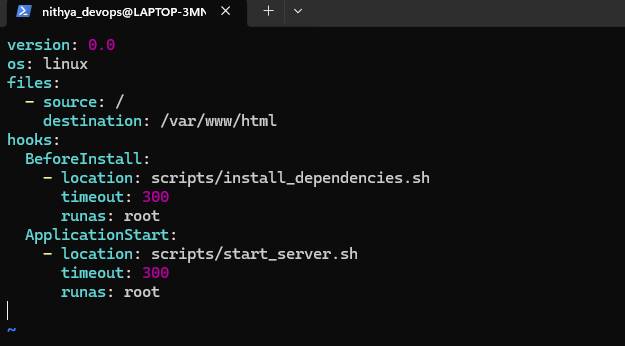 nithya_devops@LAPTOP-3MN
version: 0.0
os: linux
files:
  - source: /
    destination: /var/www/html
hooks:
  BeforeInstall:
    - location: scripts/install_dependencies.sh
      timeout: 300
      runas: root
  ApplicationStart:
    - location: scripts/start_server.sh
      timeout: 300
      runas: root
~